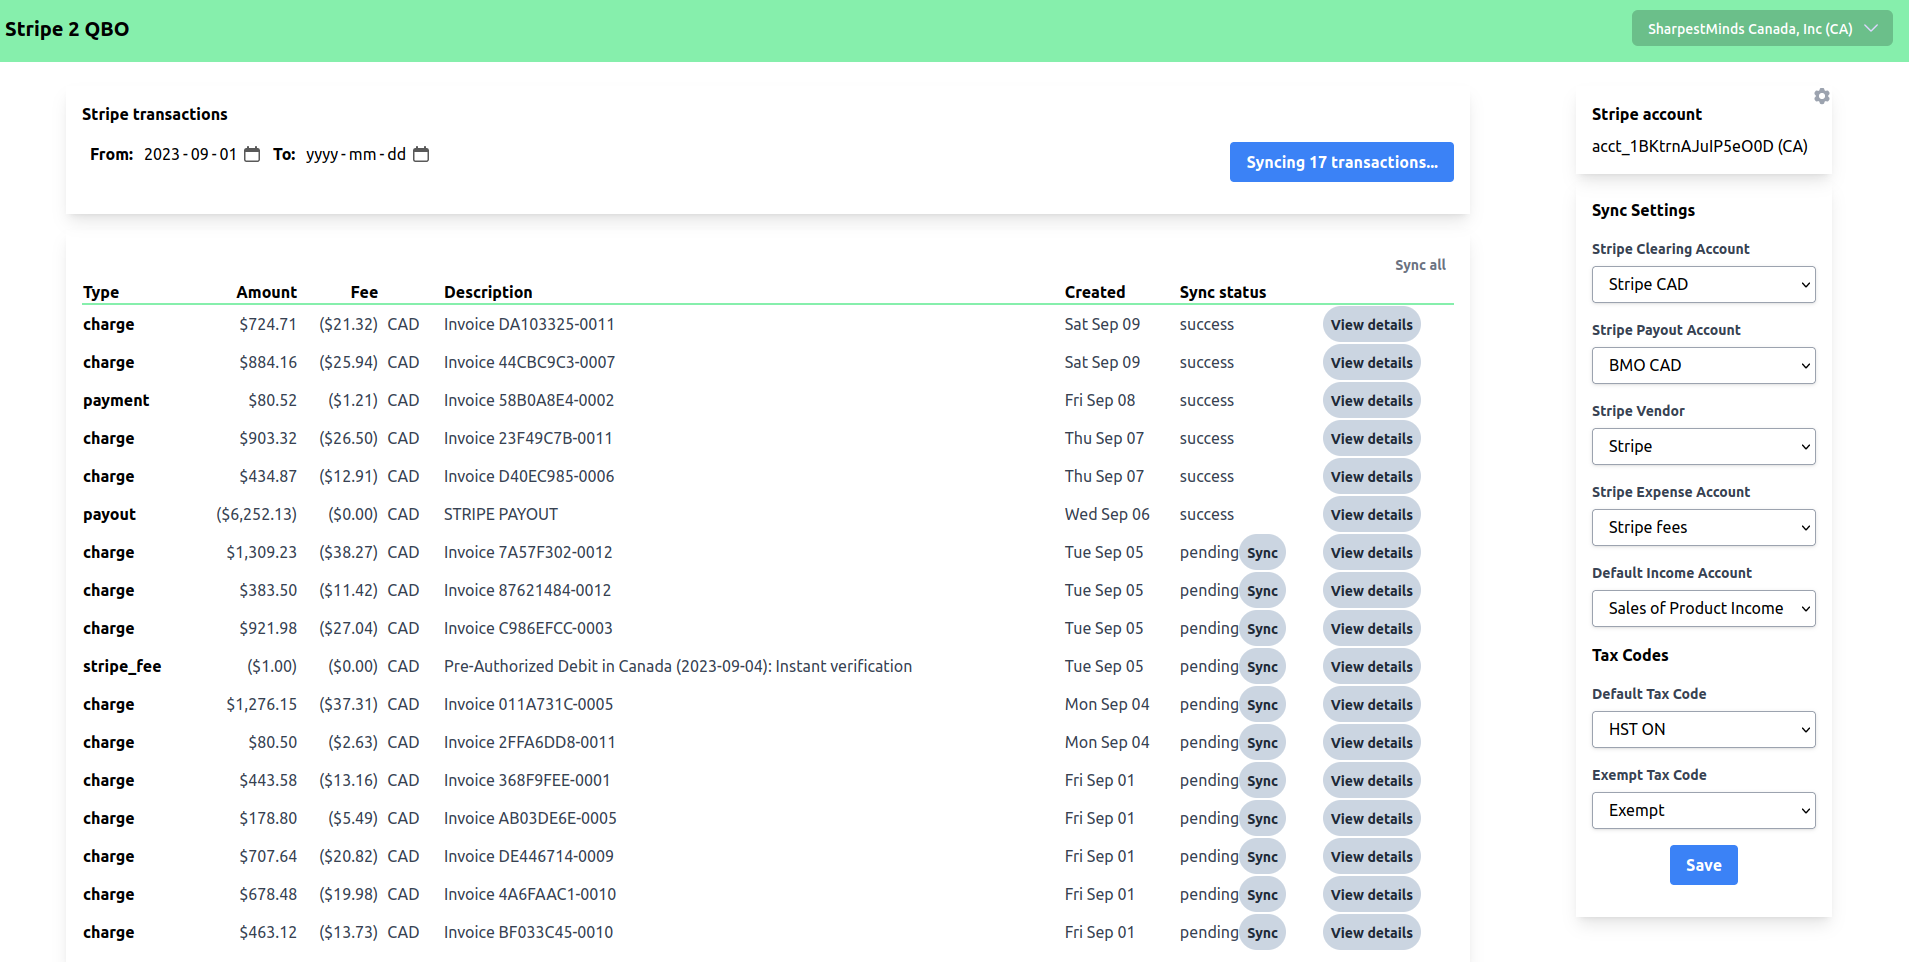 Stripe 2 QBO
SharpestMinds Canada, Inc (CA)
Stripe transactions
From: 2023-09-01 To: yyyy-mm-dd
Syncing 17 transactions...
Sync all
Type Amount Fee Description Created Sync status
charge $724.71 ($21.32) CAD Invoice DA103325-0011 Sat Sep 09 success View details
charge $884.16 ($25.94) CAD Invoice 44CBC9C3-0007 Sat Sep 09 success View details
payment $80.52 ($1.21) CAD Invoice 58B0A8E4-0002 Fri Sep 08 success View details
charge $903.32 ($26.50) CAD Invoice 23F49C7B-0011 Thu Sep 07 success View details
charge $434.87 ($12.91) CAD Invoice D40EC985-0006 Thu Sep 07 success View details
payout ($6,252.13) ($0.00) CAD STRIPE PAYOUT Wed Sep 06 success View details
charge $1,309.23 ($38.27) CAD Invoice 7A57F302-0012 Tue Sep 05 pending Sync View details
charge $383.50 ($11.42) CAD Invoice 87621484-0012 Tue Sep 05 pending Sync View details
charge $921.98 ($27.04) CAD Invoice C986EFCC-0003 Tue Sep 05 pending Sync View details
stripe_fee ($1.00) ($0.00) CAD Pre-Authorized Debit in Canada (2023-09-04): Instant verification Tue Sep 05 pending Sync View details
charge $1,276.15 ($37.31) CAD Invoice 011A731C-0005 Mon Sep 04 pending Sync View details
charge $80.50 ($2.63) CAD Invoice 2FFA6DD8-0011 Mon Sep 04 pending Sync View details
charge $443.58 ($13.16) CAD Invoice 368F9FEE-0001 Fri Sep 01 pending Sync View details
charge $178.80 ($5.49) CAD Invoice AB03DE6E-0005 Fri Sep 01 pending Sync View details
charge $707.64 ($20.82) CAD Invoice DE446714-0009 Fri Sep 01 pending Sync View details
charge $678.48 ($19.98) CAD Invoice 4A6FAAC1-0010 Fri Sep 01 pending Sync View details
charge $463.12 ($13.73) CAD Invoice BF033C45-0010 Fri Sep 01 pending Sync View details
Stripe account
acct_1BKtrnAJuIP5eO0D (CA)
Sync Settings
Stripe Clearing Account
Stripe CAD
Stripe Payout Account
BMO CAD
Stripe Vendor
Stripe
Stripe Expense Account
Stripe fees
Default Income Account
Sales of Product Income
Tax Codes
Default Tax Code
HST ON
Exempt Tax Code
Exempt
Save